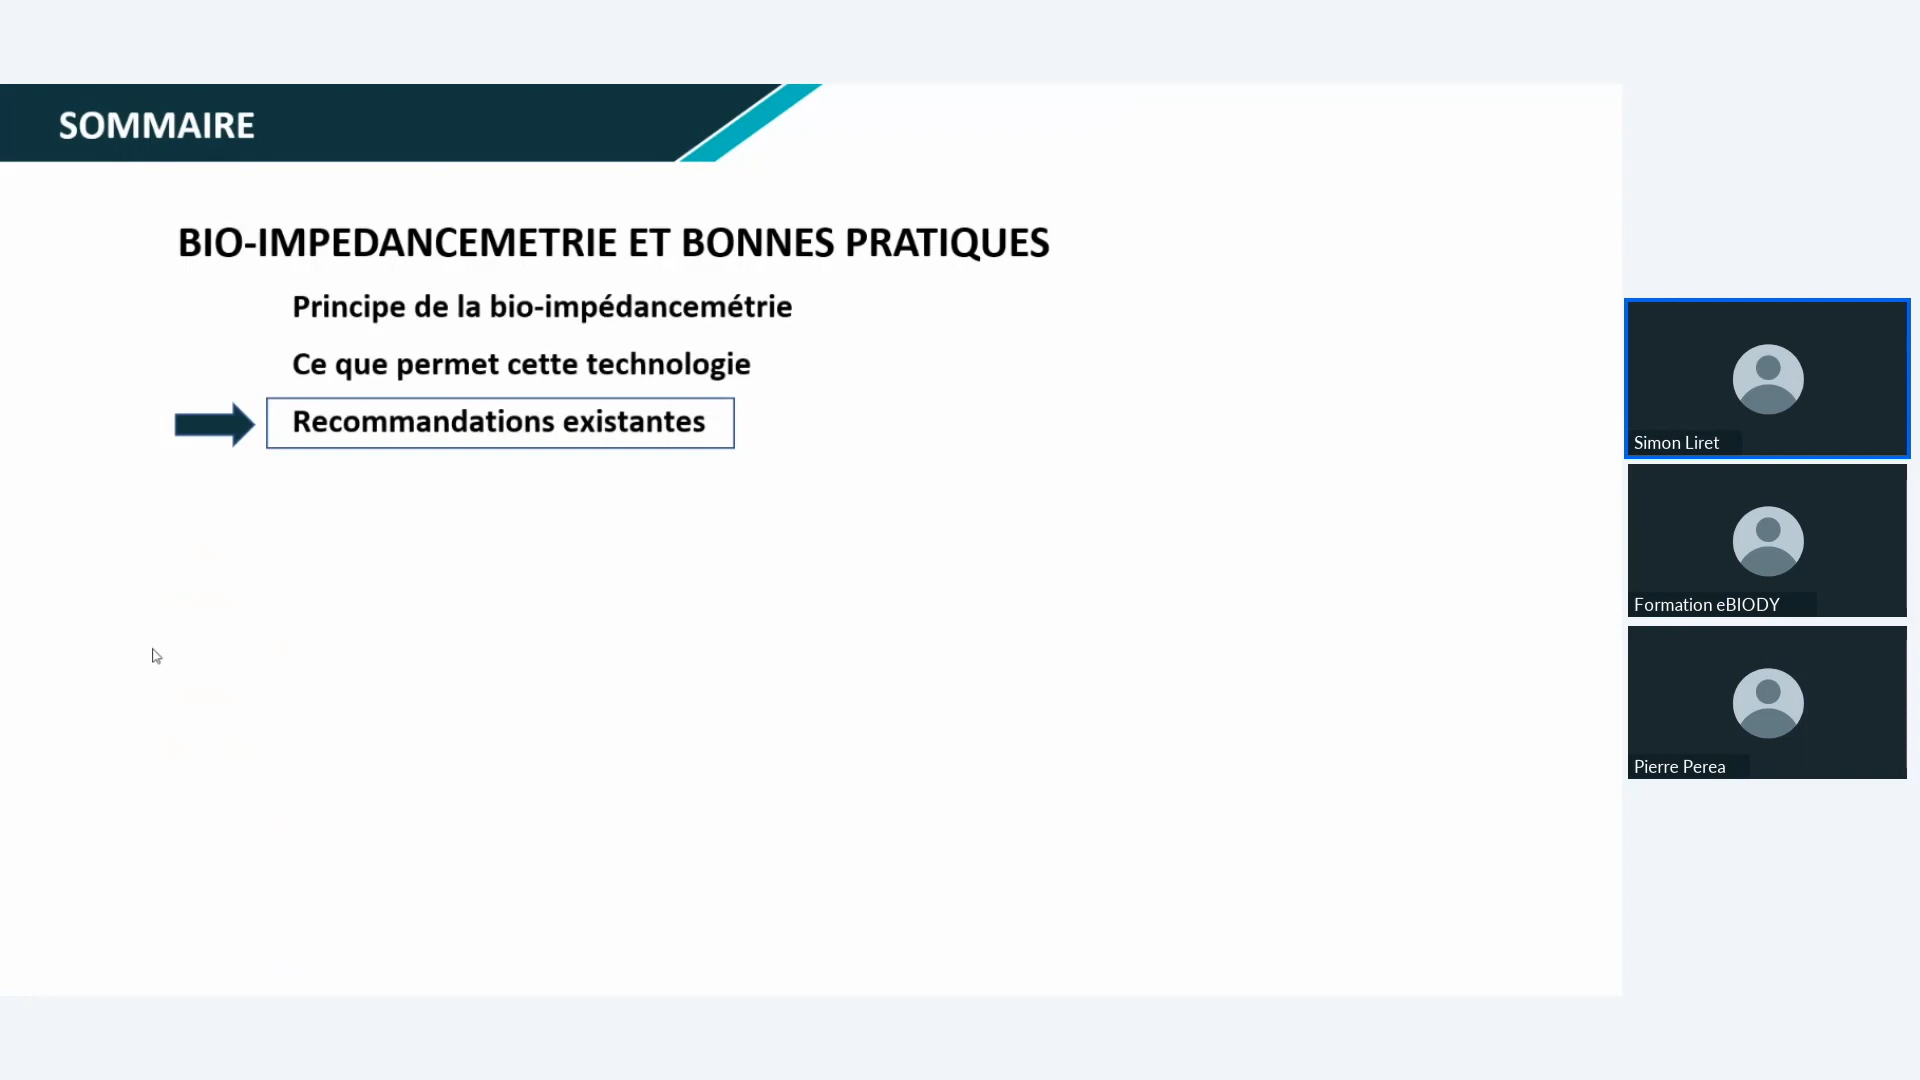 SOMMAIRE
BIO-IMPEDANCEMETRIE ET BONNES PRATIQUES
Principe de la bio-impédancemétrie
Ce que permet cette technologie
Recommandations existantes
Simon Liret
Formation eBIODY
Pierre Perea